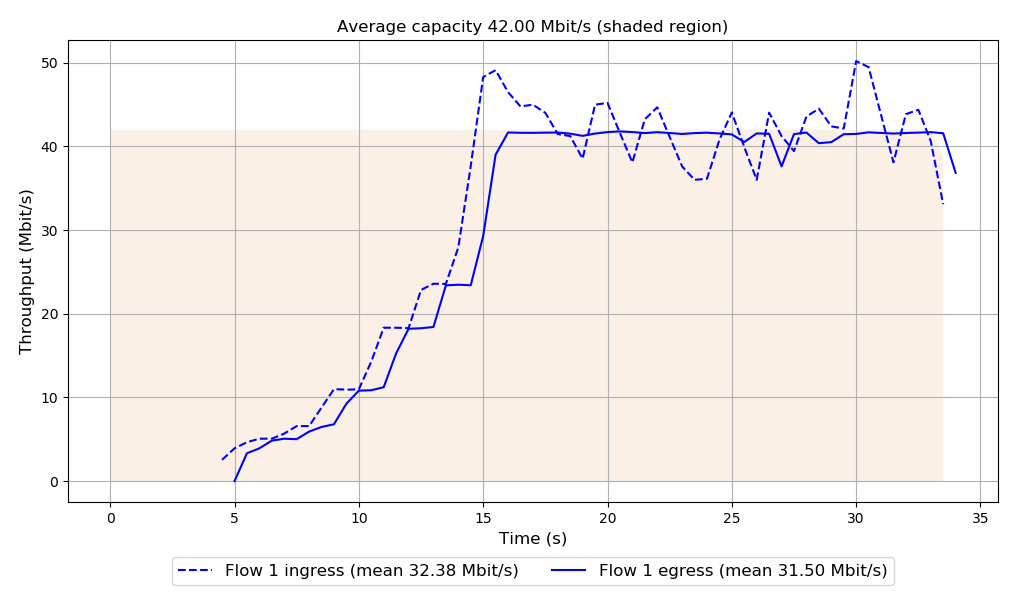 Average capacity 42.00 Mbit/s (shaded region)
Throughput (Mbit/s)
50
40
30
20
10
0
0 5 10 15 20 25 30 35
Time (s)
Flow 1 ingress (mean 32.38 Mbit/s) Flow 1 egress (mean 31.50 Mbit/s)